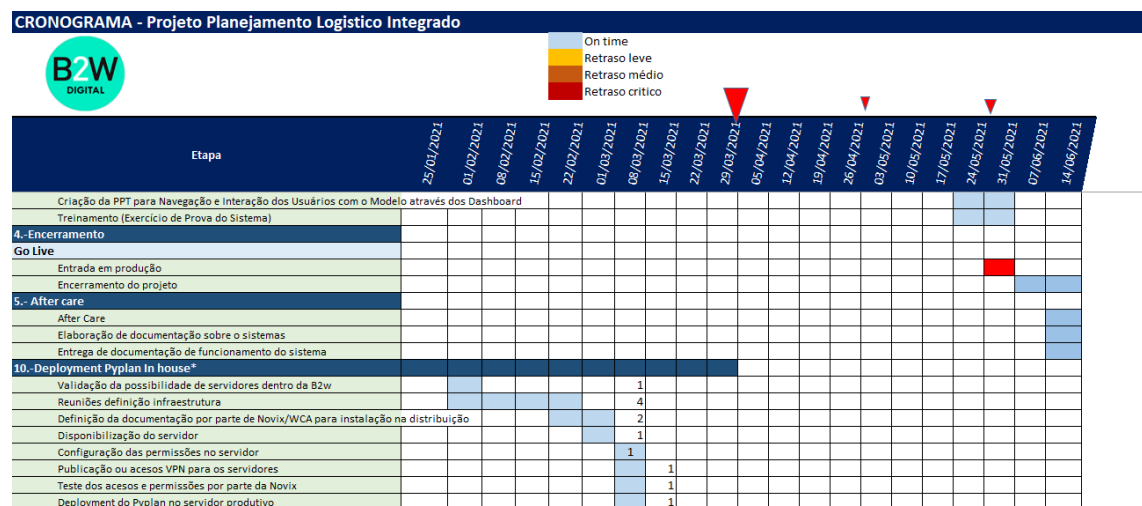 CRONOGRAMA - Projeto Planejamento Logistico Integrado
B2W
DIGITAL
On time
Retraso leve
Retraso médio
Retraso critico
Etapa
25/01/2021
01/02/2021
08/02/2021
15/02/2021
22/02/2021
01/03/2021
08/03/2021
15/03/2021
22/03/2021
29/03/2021
05/04/2021
12/04/2021
19/04/2021
26/04/2021
03/05/2021
10/05/2021
17/05/2021
24/05/2021
31/05/2021
07/06/2021
14/06/2021
Criação da PPT para Navegação e Interação dos Usuários com o Modelo através dos Dashboard
Treinamento (Exercício de Prova do Sistema)
4.-Encerramento
Go Live
Entrada em produção
Encerramento do projeto
5.- After care
After Care
Elaboração de documentação sobre o sistemas
Entrega de documentação de funcionamento do sistema
10.-Deployment Pyplan In house*
Validação da possibilidade de servidores dentro da B2w 1
Reuniões definição infraestrutura 4
Definição da documentação por parte de Novix/WCA para instalação na distribuição 2
Disponibilização do servidor 1
Configuração das permissões no servidor 1
Publicação ou acesos VPN para os servidores 1
Teste dos acesos e permissões por parte da Novix 1
Deployment do Pyplan no servidor produtivo 1